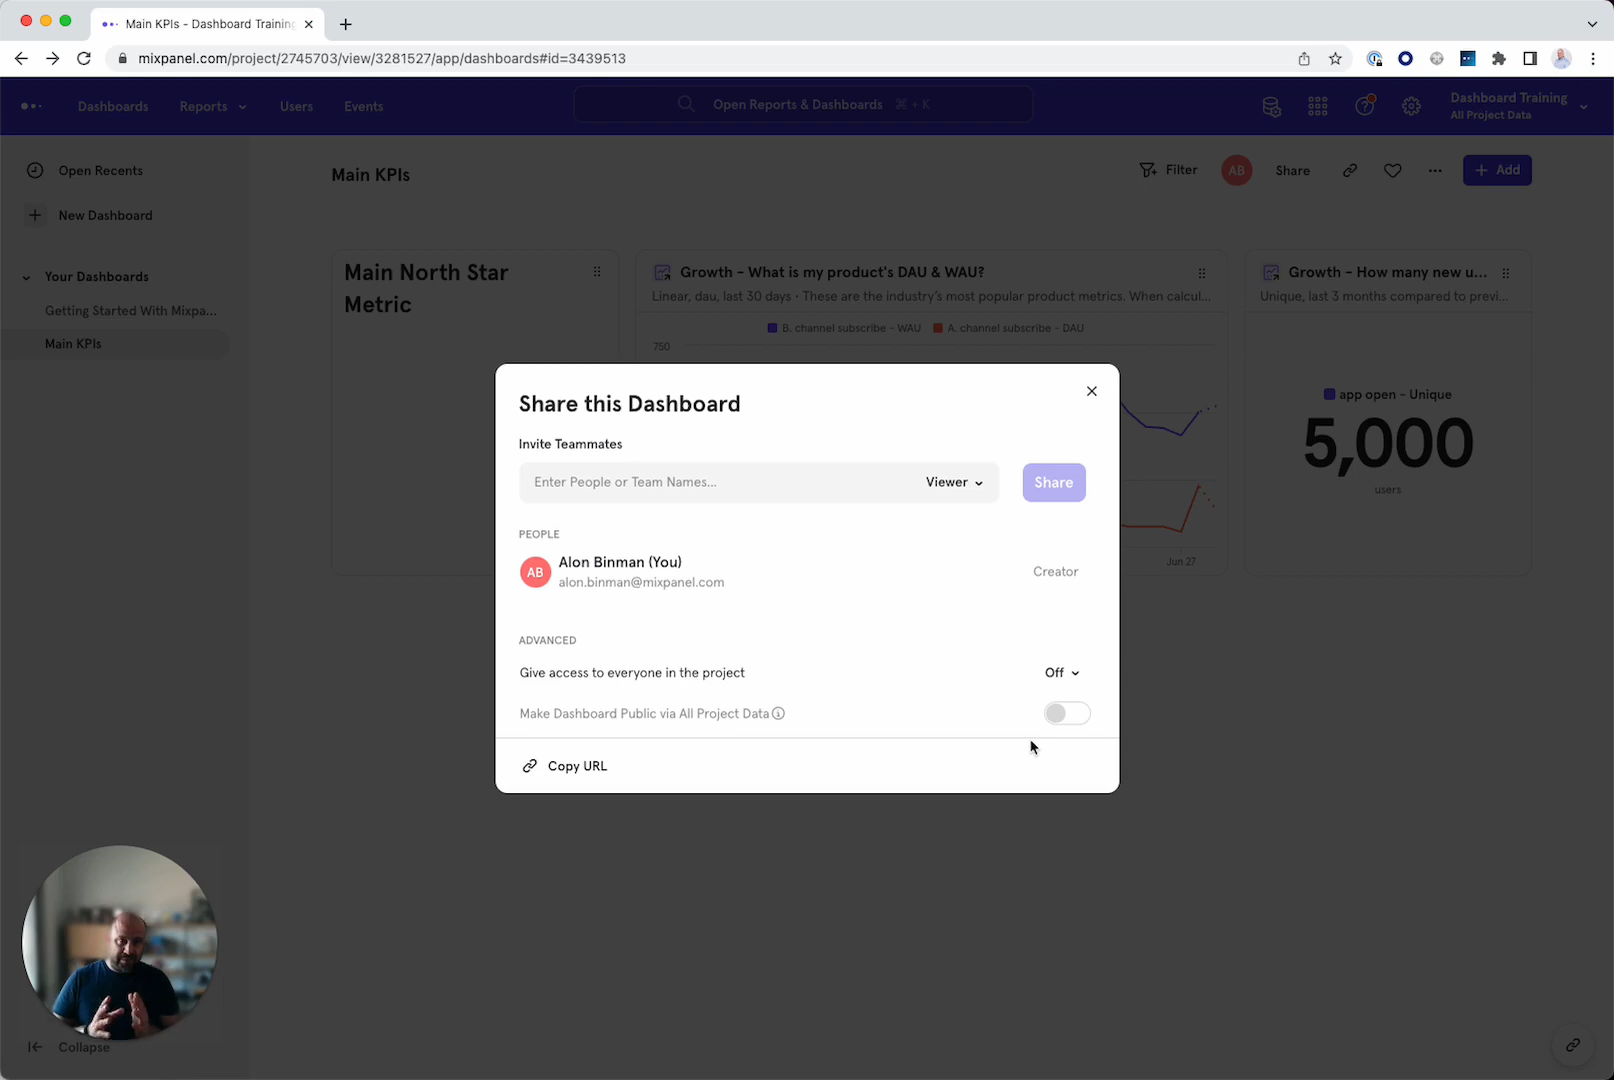 Main KPIs - Dashboard Training
mixpanel.com/project/2745703/view/3281527/app/dashboards#id=3439513
Dashboards
Reports
Users
Events
Open Reports & Dashboards ⌘ + K
Dashboard Training
All Project Data
Open Recents
New Dashboard
Your Dashboards
Getting Started With Mixpa...
Main KPIs
Main KPIs
Filter
AB
Share
+ Add
Main North Star
Metric
Growth - What is my product's DAU & WAU?
Linear, dau, last 30 days • These are the industry's most popular product metrics. When calcul...
B. channel subscribe - WAU
A. channel subscribe - DAU
750
Jun 27
Growth - How many new u...
Unique, last 3 months compared to previ...
app open - Unique
5,000
users
Share this Dashboard
Invite Teammates
Enter People or Team Names...
Viewer
Share
PEOPLE
AB
Alon Binman (You)
alon.binman@mixpanel.com
Creator
ADVANCED
Give access to everyone in the project
Off
Make Dashboard Public via All Project Data
Copy URL
Collapse